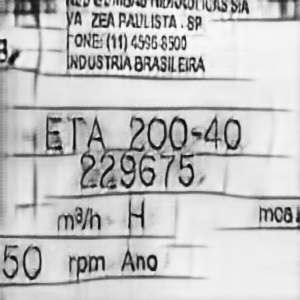 VA ZEA PAULISTA . SP
FONE: (11) 4596-8500
INDUSTRIA BRASILEIRA
ETA 200-40
229675
m³/h H
50 rpm Ano